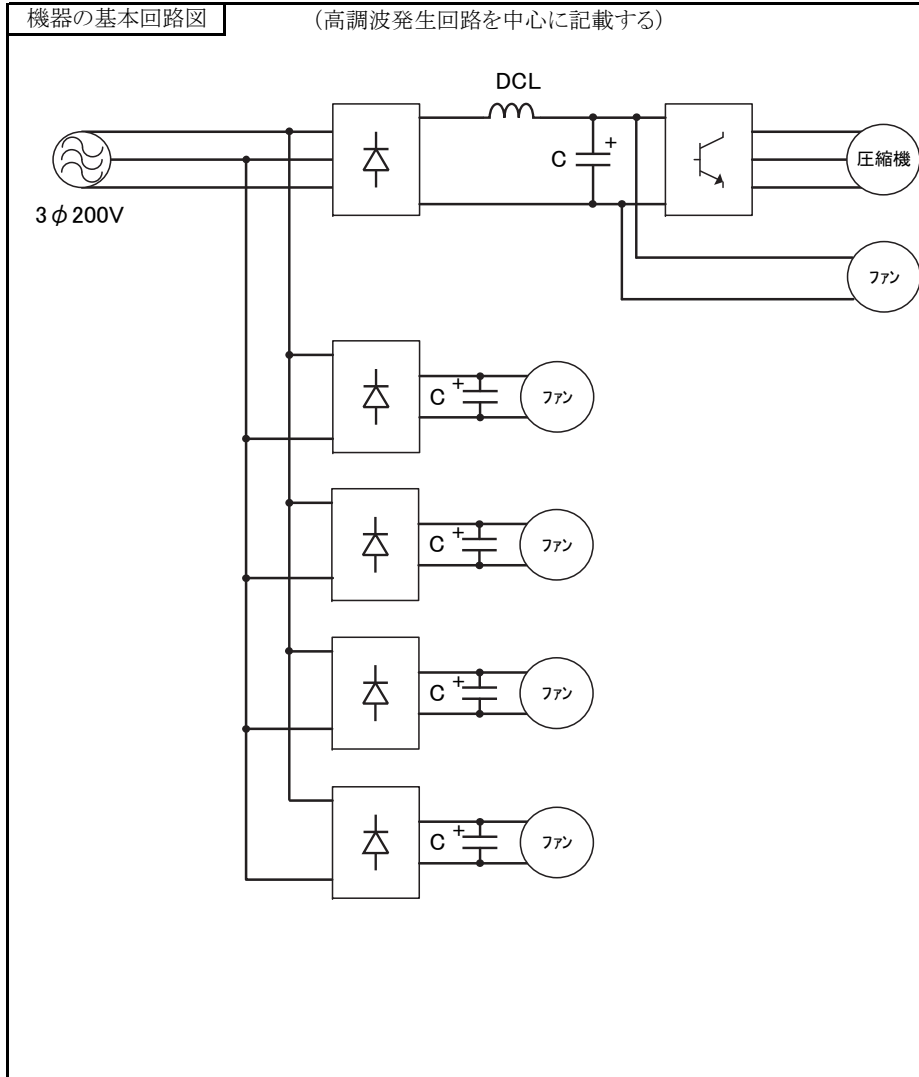 機器の基本回路図
(高調波発生回路を中心に記載する)
DCL
C +
圧縮機
3φ200V
ファン
C +
ファン
C +
ファン
C +
ファン
C +
ファン